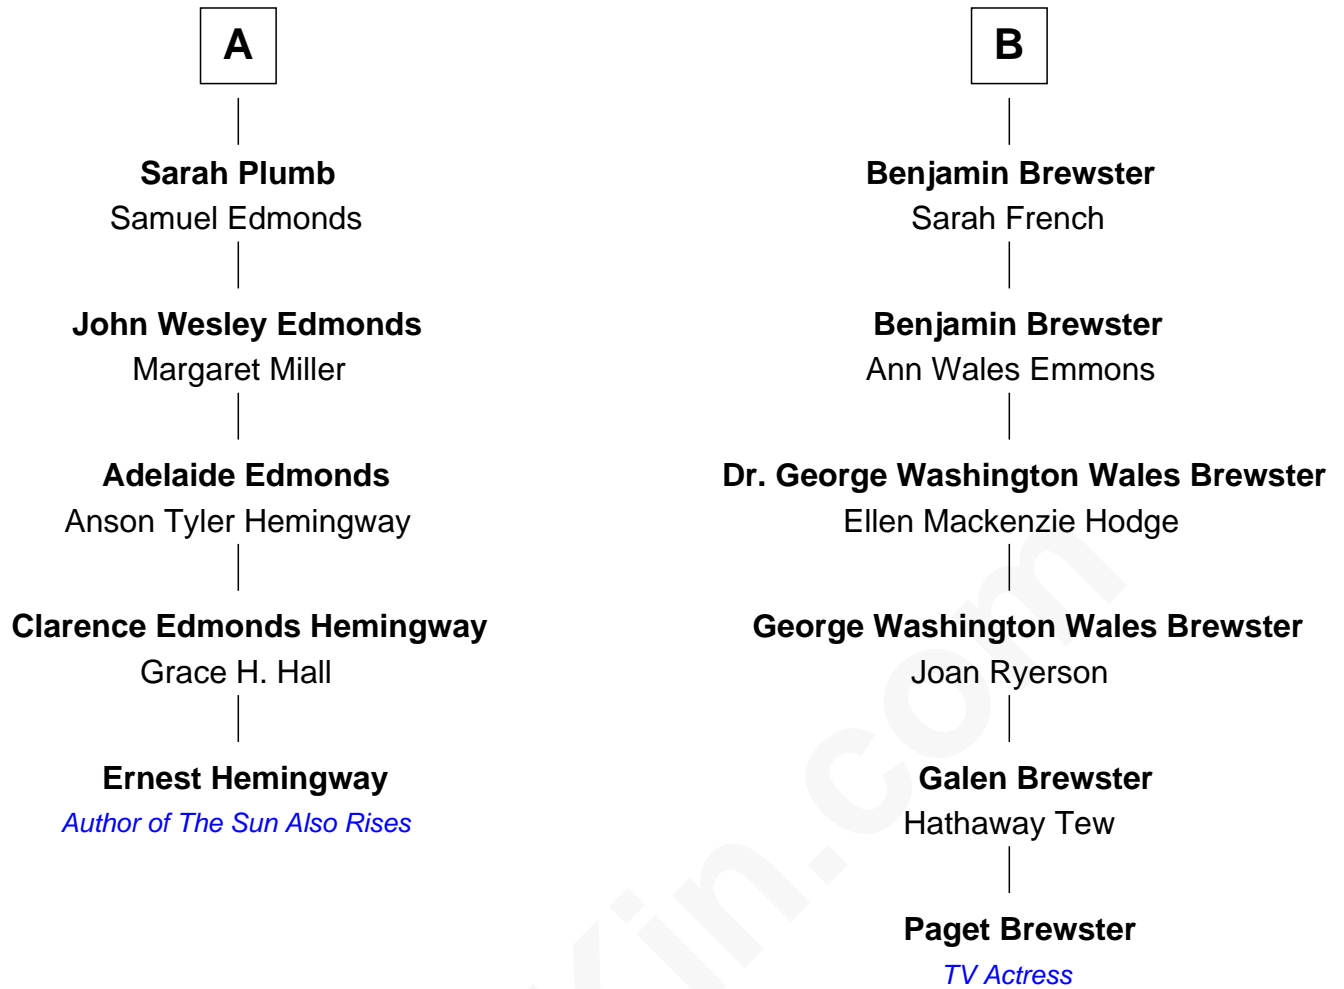 A
Sarah Plumb
Samuel Edmonds
John Wesley Edmonds
Margaret Miller
Adelaide Edmonds
Anson Tyler Hemingway
Clarence Edmonds Hemingway
Grace H. Hall
Ernest Hemingway
Author of The Sun Also Rises
B
Benjamin Brewster
Sarah French
Benjamin Brewster
Ann Wales Emmons
Dr. George Washington Wales Brewster
Ellen Mackenzie Hodge
George Washington Wales Brewster
Joan Ryerson
Galen Brewster
Hathaway Tew
Paget Brewster
TV Actress
Kin.com